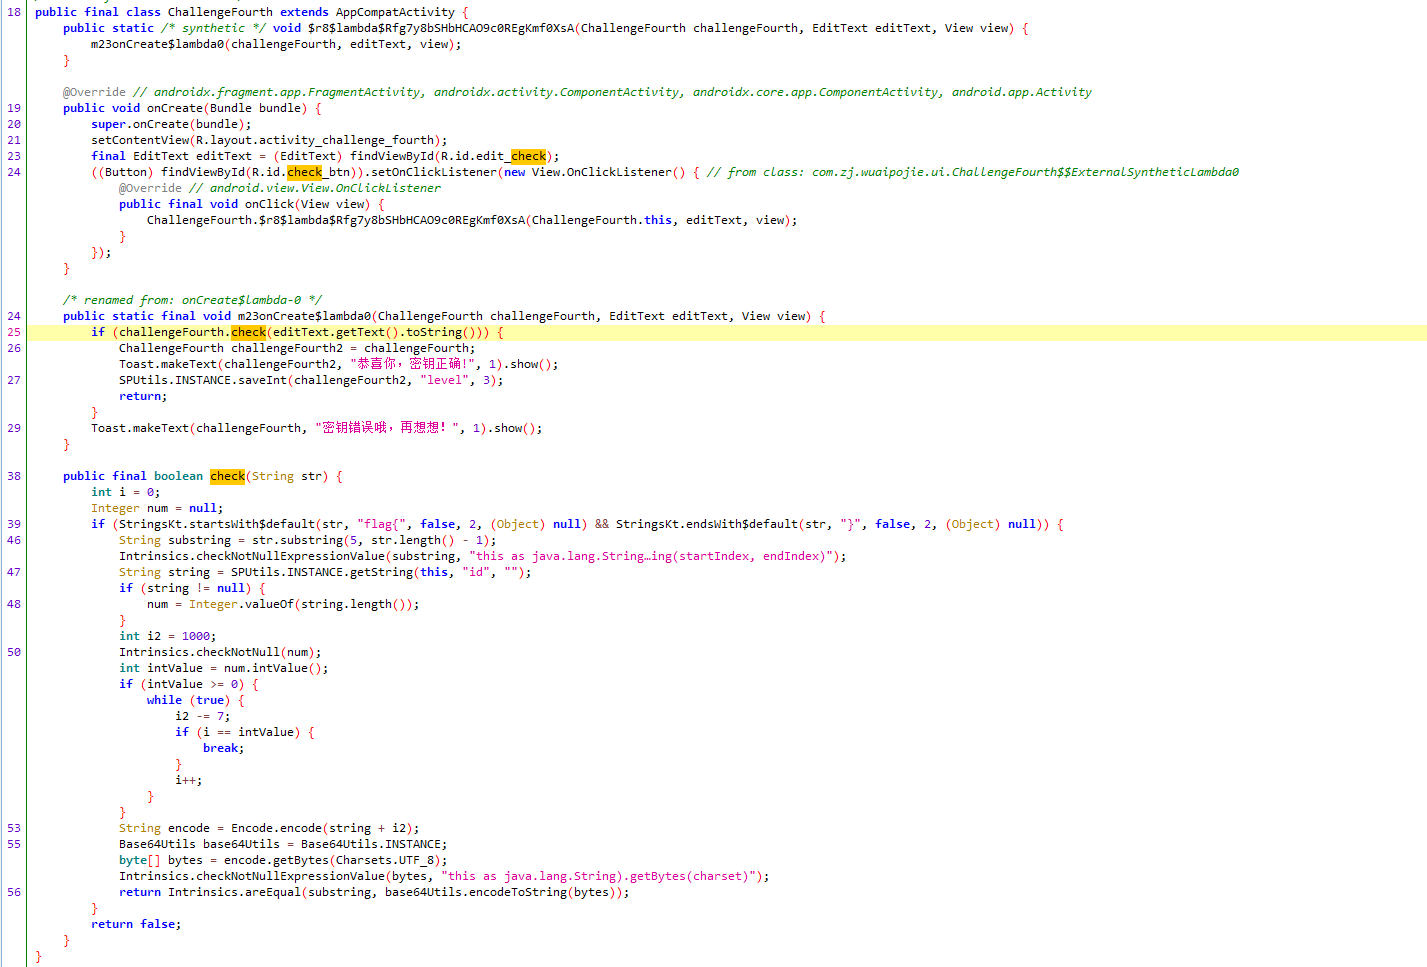 18 public final class ChallengeFourth extends AppCompatActivity {
public static /* synthetic */ void $r8$lambda$Rfg7y8bSHbHCAO9c0REgKmf0XsA(ChallengeFourth challengeFourth, EditText editText, View view) {
m23onCreate$lambda0(challengeFourth, editText, view);
}
@Override // androidx.fragment.app.FragmentActivity, androidx.activity.ComponentActivity, androidx.core.app.ComponentActivity, android.app.Activity
19 public void onCreate(Bundle bundle) {
20 super.onCreate(bundle);
21 setContentView(R.layout.activity_challenge_fourth);
23 final EditText editText = (EditText) findViewById(R.id.edit_check);
24 ((Button) findViewById(R.id.check_btn)).setOnClickListener(new View.OnClickListener() { // from class: com.zj.wuaipojie.ui.ChallengeFourth$$ExternalSyntheticLambda0
@Override // android.view.View.OnClickListener
public final void onClick(View view) {
ChallengeFourth.$r8$lambda$Rfg7y8bSHbHCAO9c0REgKmf0XsA(ChallengeFourth.this, editText, view);
}
});
}
/* renamed from: onCreate$lambda-0 */
24 public static final void m23onCreate$lambda0(ChallengeFourth challengeFourth, EditText editText, View view) {
25 if (challengeFourth.check(editText.getText().toString())) {
26 ChallengeFourth challengeFourth2 = challengeFourth;
Toast.makeText(challengeFourth2, "恭喜你，密钥正确!", 1).show();
27 SPUtils.INSTANCE.saveInt(challengeFourth2, "level", 3);
return;
}
29 Toast.makeText(challengeFourth, "密钥错误哦，再想想！", 1).show();
}
38 public final boolean check(String str) {
int i = 0;
Integer num = null;
39 if (StringsKt.startsWith$default(str, "flag{", false, 2, (Object) null) && StringsKt.endsWith$default(str, "}", false, 2, (Object) null)) {
46 String substring = str.substring(5, str.length() - 1);
Intrinsics.checkNotNullExpressionValue(substring, "this as java.lang.String…ing(startIndex, endIndex)");
47 String string = SPUtils.INSTANCE.getString(this, "id", "");
if (string != null) {
48 num = Integer.valueOf(string.length());
}
int i2 = 1000;
50 Intrinsics.checkNotNull(num);
int intValue = num.intValue();
if (intValue >= 0) {
while (true) {
i2 -= 7;
if (i == intValue) {
break;
}
i++;
}
}
53 String encode = Encode.encode(string + i2);
55 Base64Utils base64Utils = Base64Utils.INSTANCE;
byte[] bytes = encode.getBytes(Charsets.UTF_8);
Intrinsics.checkNotNullExpressionValue(bytes, "this as java.lang.String).getBytes(charset)");
56 return Intrinsics.areEqual(substring, base64Utils.encodeToString(bytes));
}
return false;
}
}